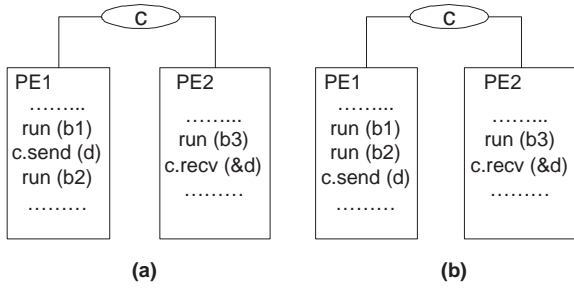 C
PE1
………...
run (b1)
c.send (d)
run (b2)
………
PE2
………...
run (b3)
c.recv (&d)
………
(a)
C
PE1
………...
run (b1)
run (b2)
c.send (d)
………
PE2
………...
run (b3)
c.recv (&d)
………
(b)